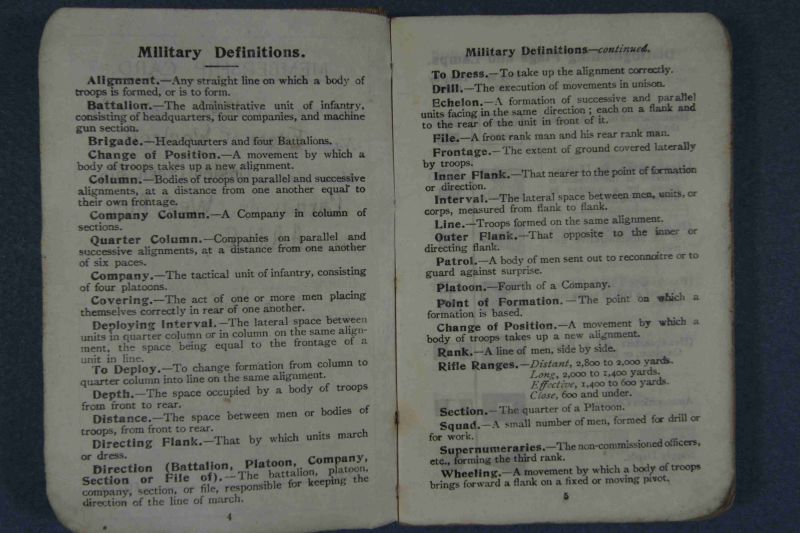 Military Definitions.
Alignment.—Any straight line on which a body of
troops is formed, or is to form.
Battalion.—The administrative unit of infantry,
consisting of headquarters, four companies, and machine
gun section.
Brigade.—Headquarters and four Battalions.
Change of Position.—A movement by which a
body of troops takes up a new alignment.
Column.—Bodies of troops on parallel and successive
alignments, at a distance from one another equal to
their own frontage.
Company Column.—A Company in column of
sections.
Quarter Column.—Companies on parallel and
successive alignments, at a distance from one another
of six paces.
Company.—The tactical unit of infantry, consisting
of four platoons.
Covering.—The act of one or more men placing
themselves correctly in rear of one another.
Deploying Interval.—The lateral space between
units in quarter column or in column on the same align-
ment, the space being equal to the frontage of a
unit in line.
To Deploy.—To change formation from column to
quarter column into line on the same alignment.
Depth.—The space occupied by a body of troops
from front to rear.
Distance.—The space between men or bodies of
troops, from front to rear.
Directing Flank.—That by which units march
or dress.
Direction (Battalion, Platoon, Company,
Section or File of).—The battalion, platoon,
company, section, or file, responsible for keeping the
direction of the line of march.
4
Military Definitions—continued.
To Dress.—To take up the alignment correctly.
Drill.—The execution of movements in unison.
Echelon.—A formation of successive and parallel
units facing in the same direction; each on a flank and
to the rear of the unit in front of it.
File.—A front rank man and his rear rank man.
Frontage.—The extent of ground covered laterally
by troops.
Inner Flank.—That nearer to the point of formation
or direction.
Interval.—The lateral space between men, units, or
corps, measured from flank to flank.
Line.—Troops formed on the same alignment.
Outer Flank.—That opposite to the inner or
directing flank.
Patrol.—A body of men sent out to reconnoitre or to
guard against surprise.
Platoon.—Fourth of a Company.
Point of Formation.—The point on which a
formation is based.
Change of Position.—A movement by which a
body of troops takes up a new alignment.
Rank.—A line of men, side by side.
Rifle Ranges.—Distant, 2,800 to 2,000 yards.
Long, 2,000 to 1,400 yards.
Effective, 1,400 to 600 yards.
Close, 600 and under.
Section.—The quarter of a Platoon.
Squad.—A small number of men, formed for drill or
for work.
Supernumeraries.—The non-commissioned officers,
etc., forming the third rank.
Wheeling.—A movement by which a body of troops
brings forward a flank on a fixed or moving pivot.
5